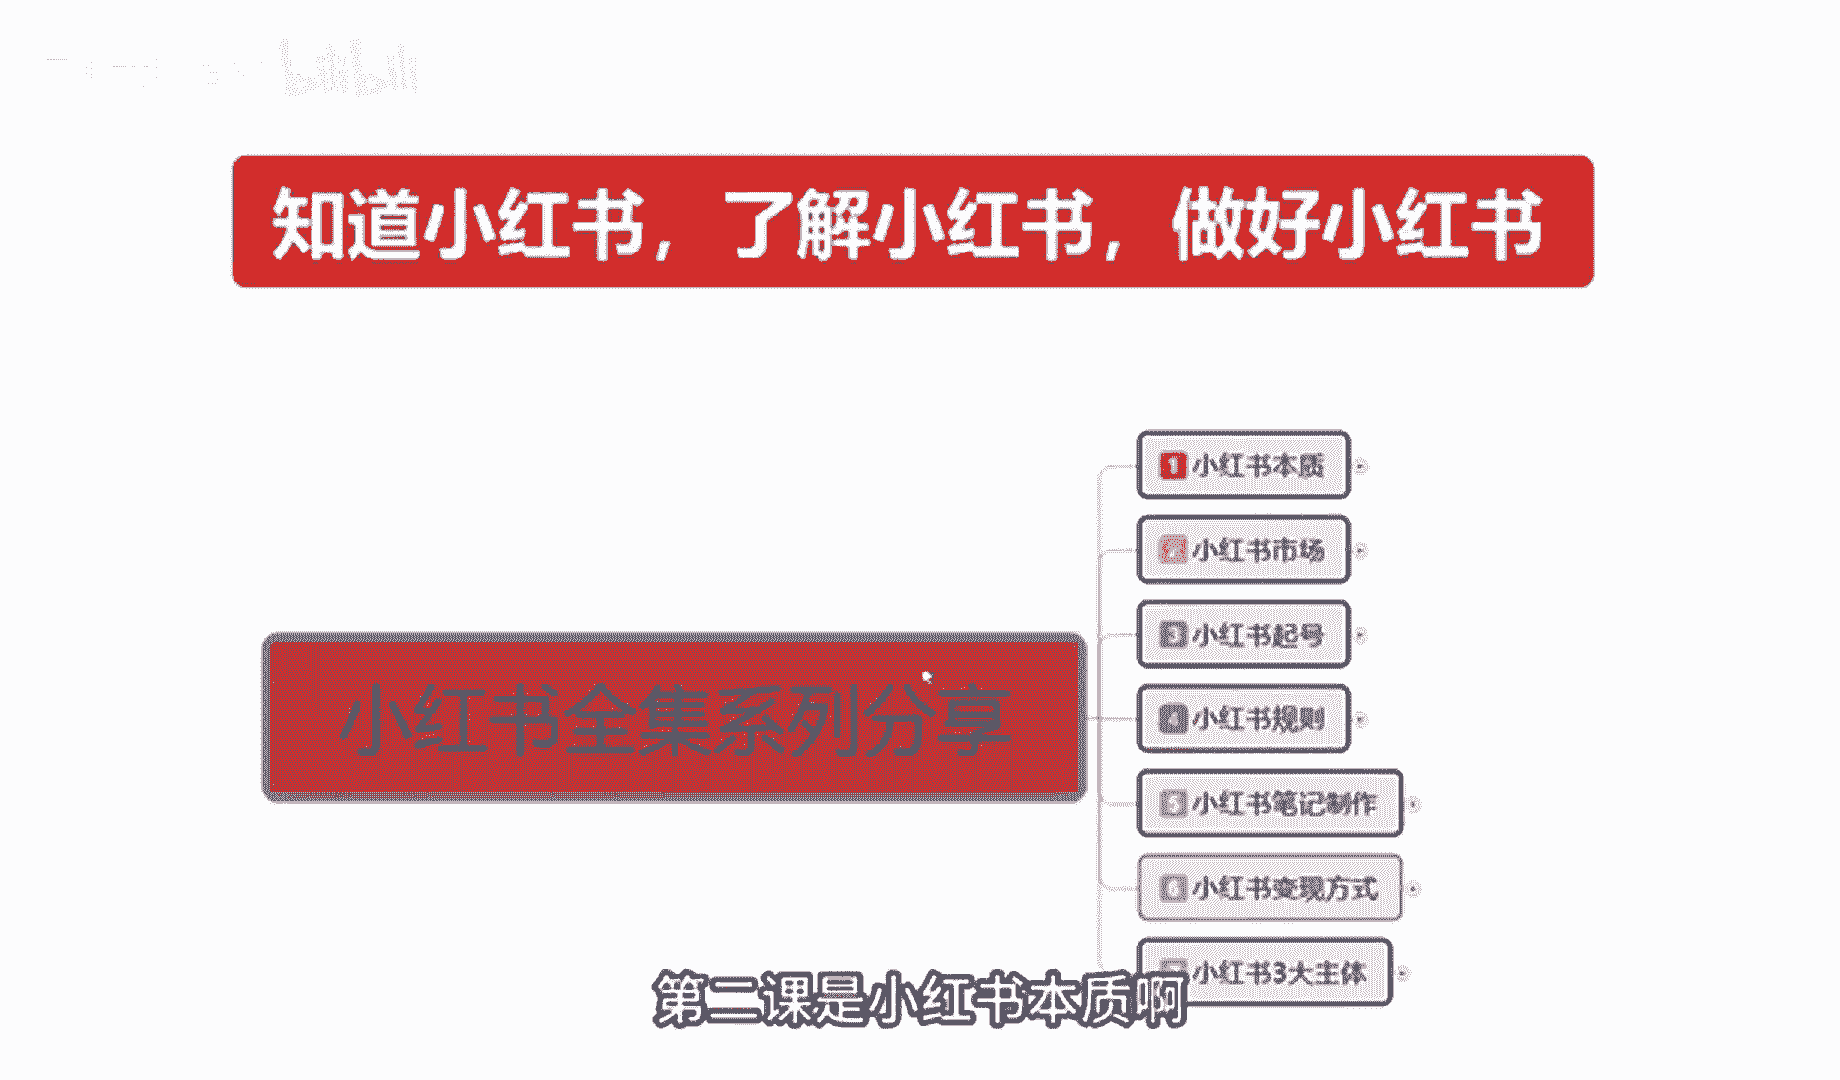 bilibili
知道小红书，了解小红书，做好小红书
1 小红书本质
2 小红书市场
3 小红书起号
4 小红书规则
小红书全集系列分享
5 小红书笔记制作
6 小红书变现方式
小红书3大主体
第二课是小红书本质啊